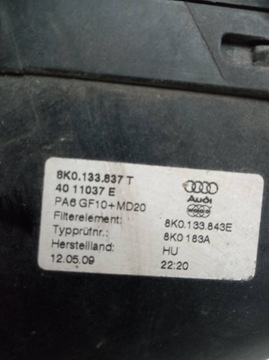 8K0.133.837 T
40 11037 E
PA6 GF10+MD20
Audi
Filterelement: 8K0.133.843E
Typprüfnr.: 8K0 183A
Herstellland: HU
12.05.09 22:20